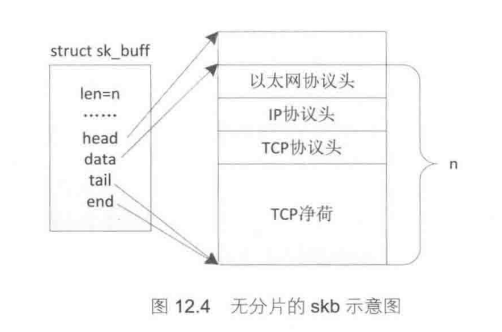 struct sk_buff
len=n
……
head
data
tail
end
以太网协议头
IP协议头
TCP协议头
TCP净荷
n
图 12.4 无分片的 skb 示意图